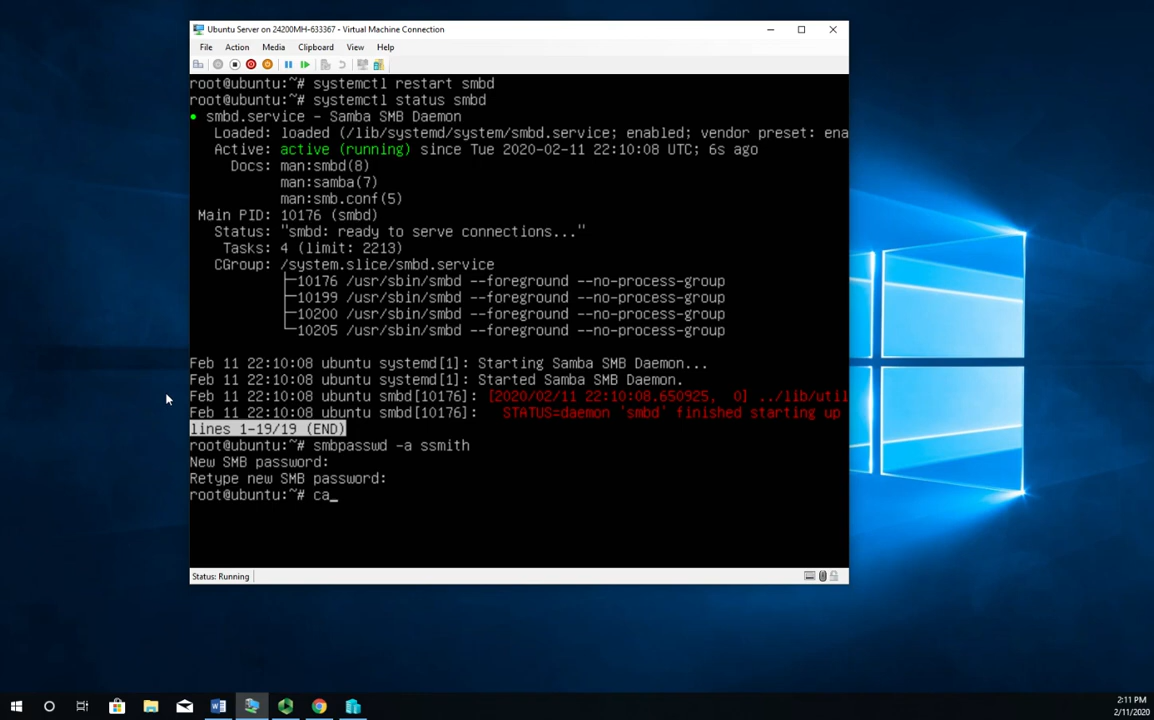 Ubuntu Server on 24200MH-633367 - Virtual Machine Connection
File Action Media Clipboard View Help
root@ubuntu:~# systemctl restart smbd
root@ubuntu:~# systemctl status smbd
● smbd.service - Samba SMB Daemon
Loaded: loaded (/lib/systemd/system/smbd.service; enabled; vendor preset: ena
Active: active (running) since Tue 2020-02-11 22:10:08 UTC; 6s ago
Docs: man:smbd(8)
man:samba(7)
man:smb.conf(5)
Main PID: 10176 (smbd)
Status: "smbd: ready to serve connections..."
Tasks: 4 (limit: 2213)
CGroup: /system.slice/smbd.service
├─10176 /usr/sbin/smbd --foreground --no-process-group
├─10199 /usr/sbin/smbd --foreground --no-process-group
├─10200 /usr/sbin/smbd --foreground --no-process-group
└─10205 /usr/sbin/smbd --foreground --no-process-group
Feb 11 22:10:08 ubuntu systemd[1]: Starting Samba SMB Daemon...
Feb 11 22:10:08 ubuntu systemd[1]: Started Samba SMB Daemon.
Feb 11 22:10:08 ubuntu smbd[10176]: [2020/02/11 22:10:08.650925, 0] ../lib/util
Feb 11 22:10:08 ubuntu smbd[10176]: STATUS=daemon 'smbd' finished starting up
lines 1-19/19 (END)
root@ubuntu:~# smbpasswd -a ssmith
New SMB password:
Retype new SMB password:
root@ubuntu:~# ca_
Status: Running
2:11 PM
2/11/2020